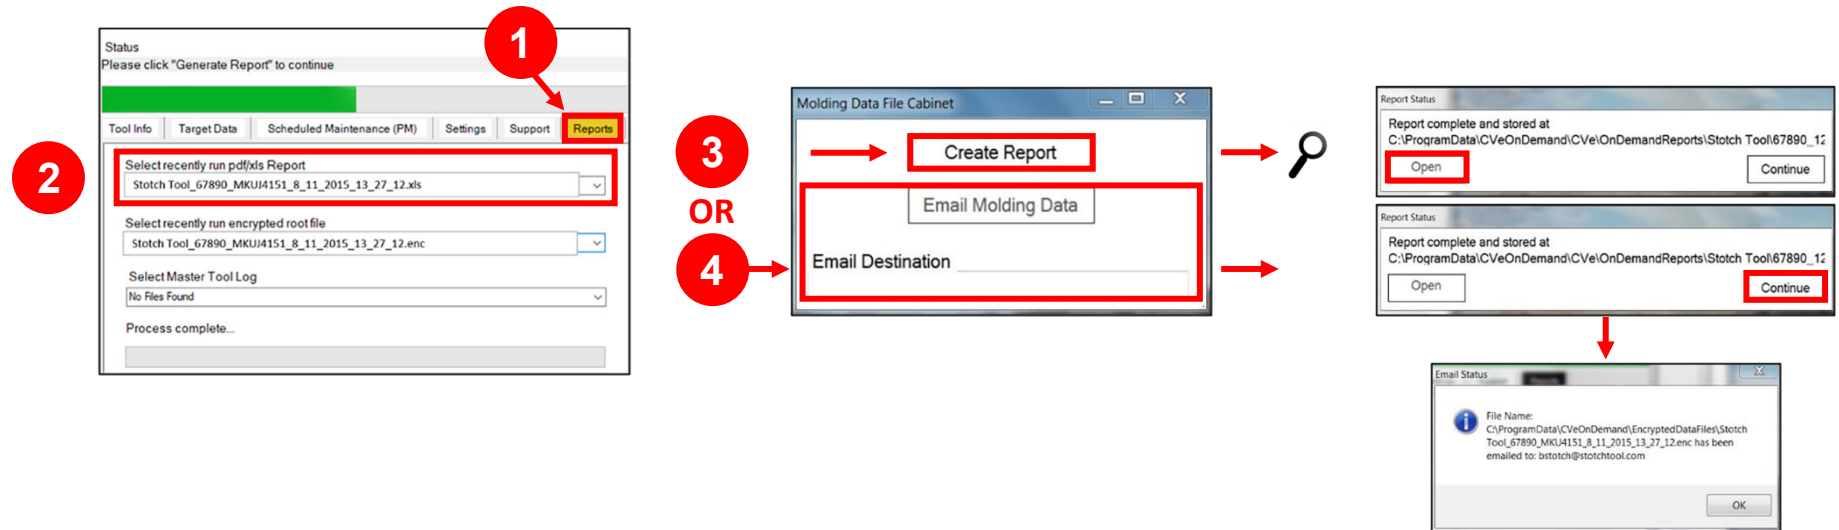 1
Status
Please click "Generate Report" to continue
Tool Info Target Data Scheduled Maintenance (PM) Settings Support Reports
2
Select recently run pdf/xls Report
Stotch Tool_67890_MKUJ4151_8_11_2015_13_27_12.xls
Select recently run encrypted root file
Stotch Tool_67890_MKUJ4151_8_11_2015_13_27_12.enc
Select Master Tool Log
No Files Found
Process complete...
3
OR
4
Molding Data File Cabinet
Create Report
Email Molding Data
Email Destination
Report Status
Report complete and stored at
C:\ProgramData\CVeOnDemand\CVe\OnDemandReports\Stotch Tool\67890_12
Open Continue
Report Status
Report complete and stored at
C:\ProgramData\CVeOnDemand\CVe\OnDemandReports\Stotch Tool\67890_12
Open Continue
Email Status
File Name:
C:\ProgramData\CVeOnDemand\EncryptedDataFiles\Stotch
Tool_67890_MKU4151_8_11_2015_13_27_12.enc has been
emailed to: bstotch@stotchtool.com
OK